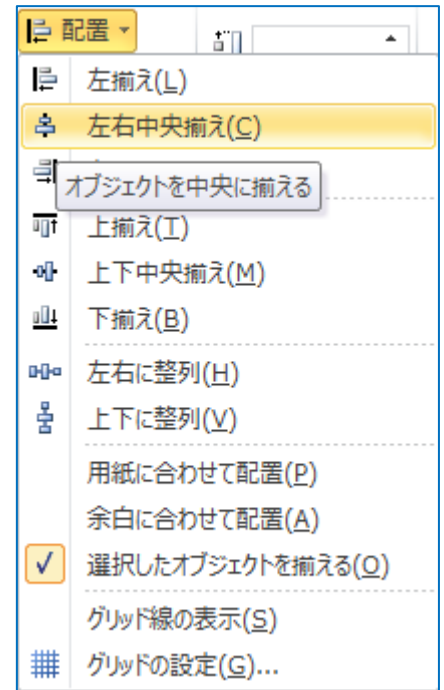 配置
左揃え(L)
左右中央揃え(C)
オブジェクトを中央に揃える
上揃え(T)
上下中央揃え(M)
下揃え(B)
左右に整列(H)
上下に整列(V)
用紙に合わせて配置(P)
余白に合わせて配置(A)
選択したオブジェクトを揃える(O)
グリッド線の表示(S)
グリッドの設定(G)...